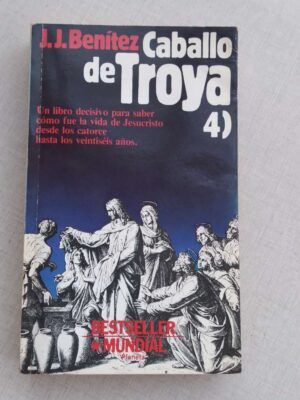 J.J. Benítez Caballo
de Troya
4)
Un libro decisivo para saber
cómo fue la vida de Jesucristo
desde los catorce
hasta los veintiséis años.
BESTSELLER
MUNDIAL
Planeta